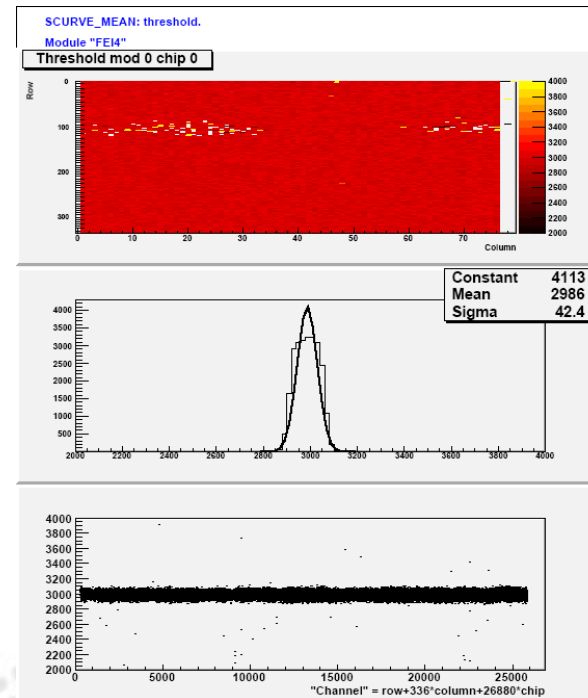 SCURVE_MEAN: threshold.
Module "FEI4"
Threshold mod 0 chip 0
Row
0
100
200
300
0 10 20 30 40 50 60 70
Column
4000
3800
3600
3400
3200
3000
2800
2600
2400
2200
2000
Constant 4113
Mean 2986
Sigma 42.4
4000
3500
3000
2500
2000
1500
1000
500
2000 2200 2400 2600 2800 3000 3200 3400 3600 3800 4000
4000
3800
3600
3400
3200
3000
2800
2600
2400
2200
2000
0 5000 10000 15000 20000 25000
"Channel" = row+336*column+26880*chip